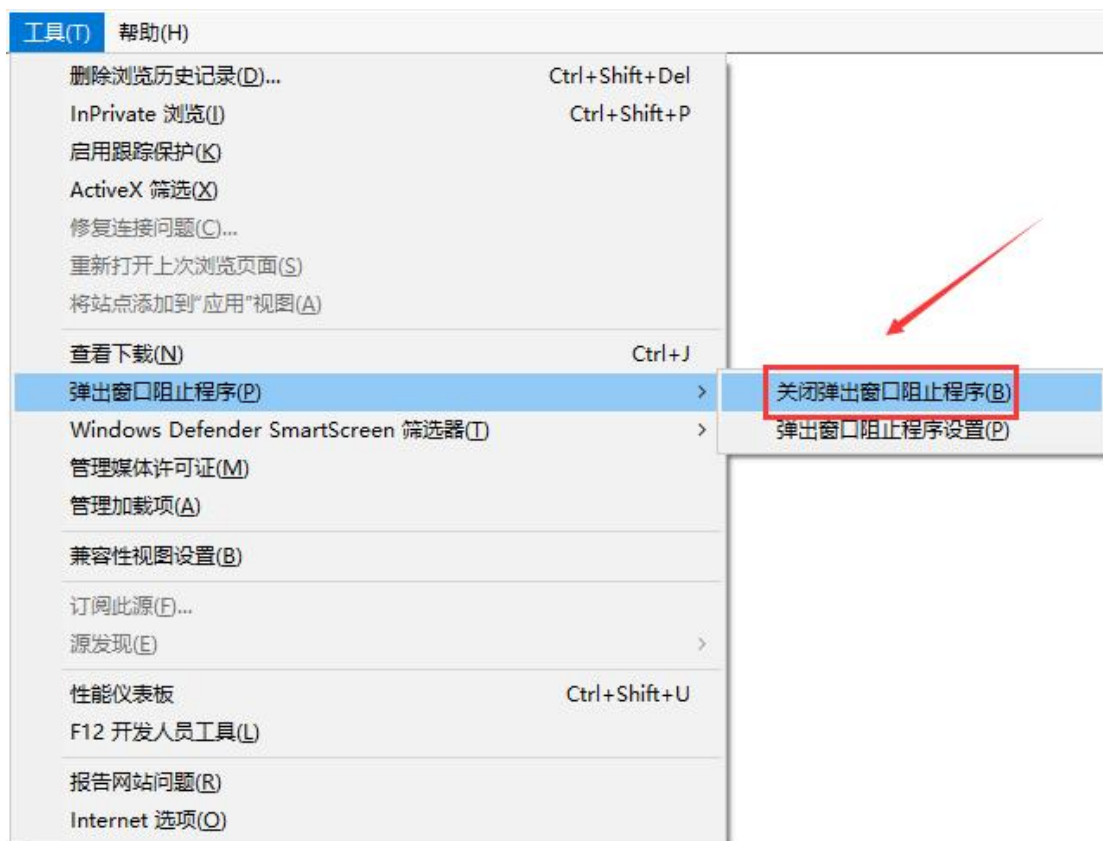 工具(T) 帮助(H)
删除浏览历史记录(D)... Ctrl+Shift+Del
InPrivate 浏览(I) Ctrl+Shift+P
启用跟踪保护(K)
ActiveX 筛选(X)
修复连接问题(C)...
重新打开上次浏览页面(S)
将站点添加到“应用”视图(A)
查看下载(N) Ctrl+J
弹出窗口阻止程序(P) >
关闭弹出窗口阻止程序(B)
弹出窗口阻止程序设置(P)
Windows Defender SmartScreen 筛选器(T) >
管理媒体许可证(M)
管理加载项(A)
兼容性视图设置(B)
订阅此源(F)...
源发现(E) >
性能仪表板 Ctrl+Shift+U
F12 开发人员工具(L)
报告网站问题(R)
Internet 选项(O)